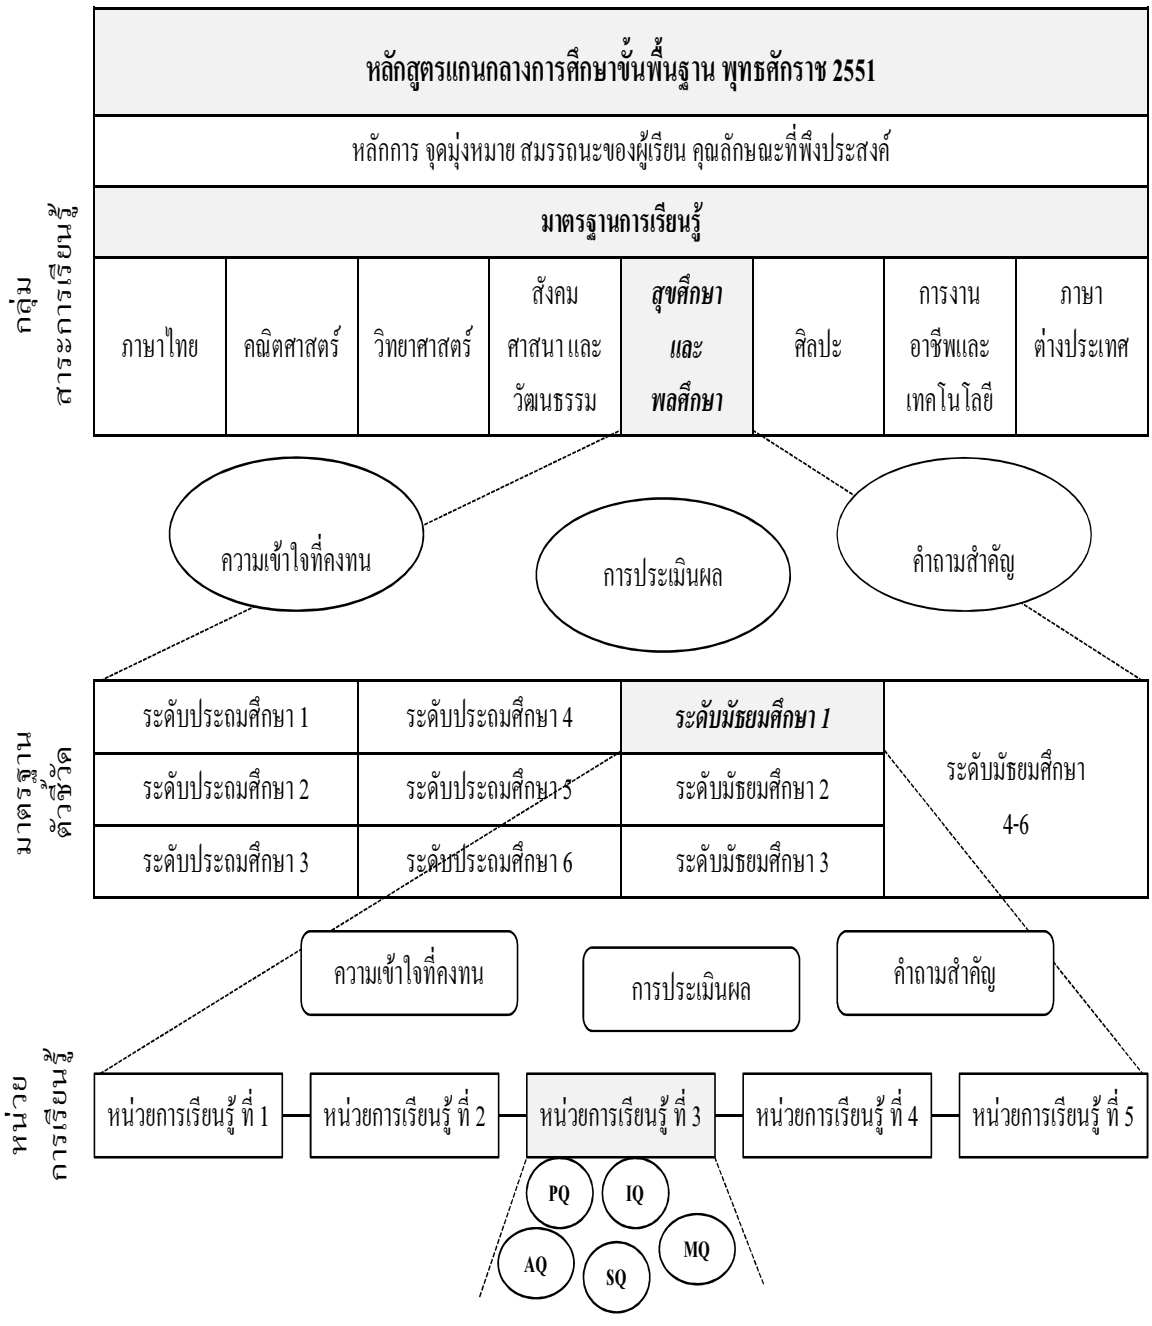 หลักสูตรแกนกลางการศึกษาขั้นพื้นฐาน พุทธศักราช 2551
หลักการ จุดมุ่งหมาย สมรรถนะของผู้เรียน คุณลักษณะที่พึงประสงค์
มาตรฐานการเรียนรู้
กลุ่ม
สาระการเรียนรู้
ภาษาไทย
คณิตศาสตร์
วิทยาศาสตร์
สังคม
ศาสนา และ
วัฒนธรรม
สุขศึกษา
และ
พลศึกษา
ศิลปะ
การงาน
อาชีพและ
เทคโนโลยี
ภาษา
ต่างประเทศ
ความเข้าใจที่คงทน
การประเมินผล
คำถามสำคัญ
มาตรฐาน
ตัวชี้วัด
ระดับประถมศึกษา 1
ระดับประถมศึกษา 4
ระดับมัธยมศึกษา 1
ระดับประถมศึกษา 2
ระดับประถมศึกษา 5
ระดับมัธยมศึกษา 2
ระดับประถมศึกษา 3
ระดับประถมศึกษา 6
ระดับมัธยมศึกษา 3
ระดับมัธยมศึกษา
4-6
ความเข้าใจที่คงทน
การประเมินผล
คำถามสำคัญ
หน่วย
การเรียนรู้
หน่วยการเรียนรู้ ที่ 1
หน่วยการเรียนรู้ ที่ 2
หน่วยการเรียนรู้ ที่ 3
หน่วยการเรียนรู้ ที่ 4
หน่วยการเรียนรู้ ที่ 5
PQ
IQ
AQ
SQ
MQ